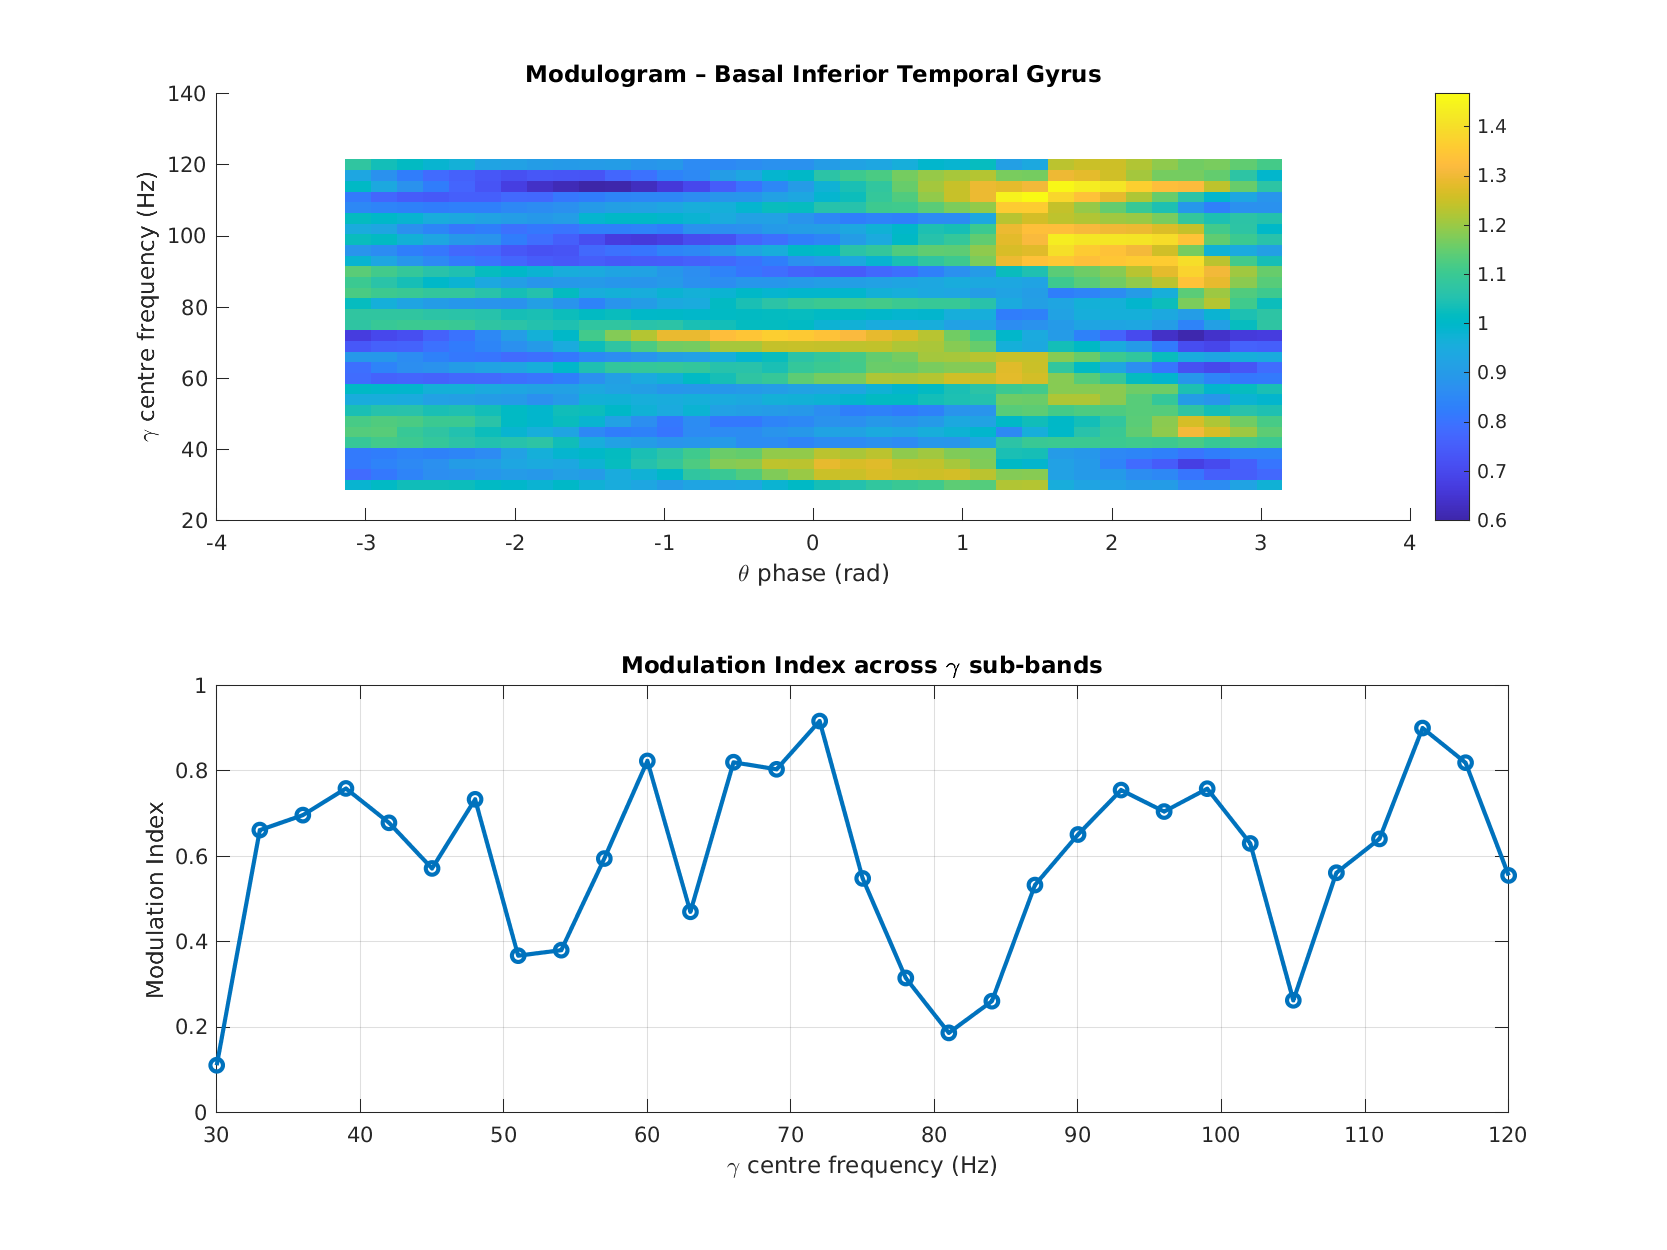 Modulogram – Basal Inferior Temporal Gyrus
γ centre frequency (Hz)
140
120
100
80
60
40
20
-4 -3 -2 -1 0 1 2 3 4
θ phase (rad)
1.4
1.3
1.2
1.1
1
0.9
0.8
0.7
0.6
Modulation Index across γ sub-bands
Modulation Index
1
0.8
0.6
0.4
0.2
0
30 40 50 60 70 80 90 100 110 120
γ centre frequency (Hz)